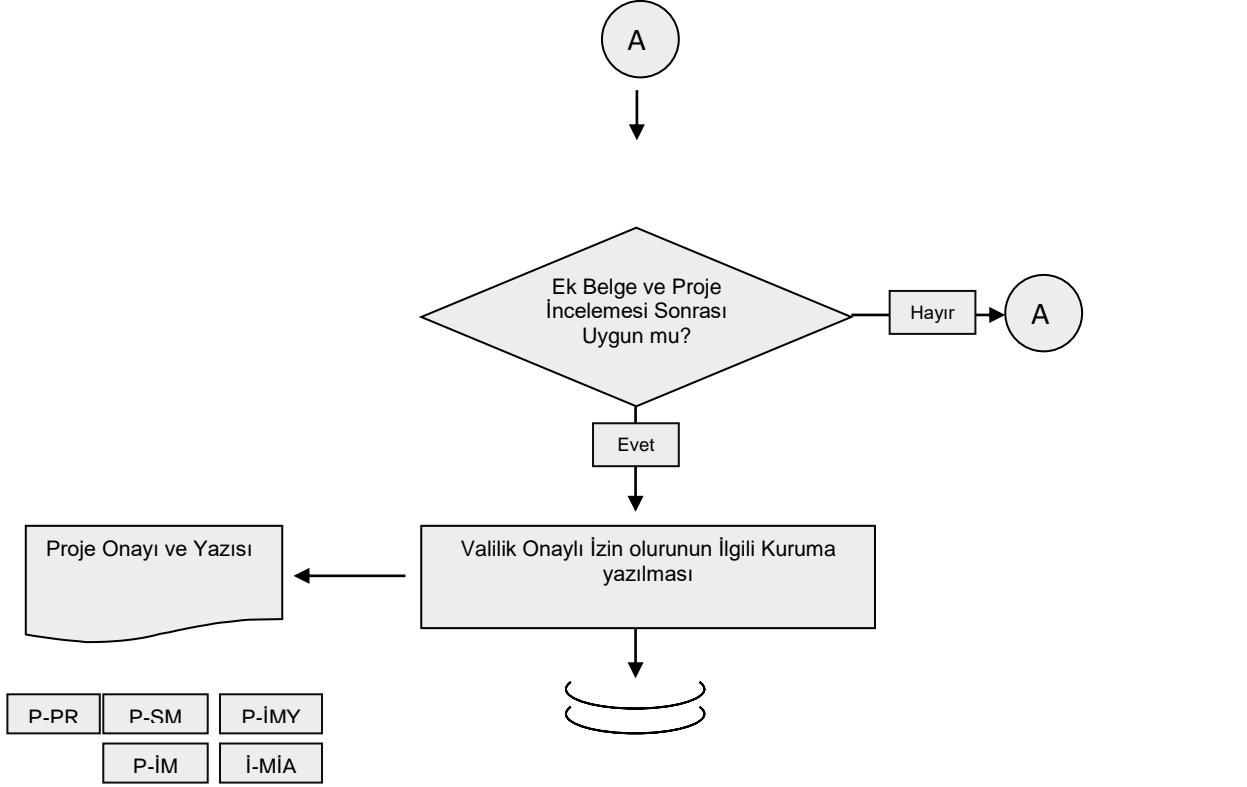 A
Ek Belge ve Proje
İncelemesi Sonrası
Uygun mu?
Hayır
A
Evet
Proje Onayı ve Yazısı
Valilik Onaylı İzin olurunun İlgili Kuruma
yazılması
P-PR
P-SM
P-İMY
P-İM
İ-MİA